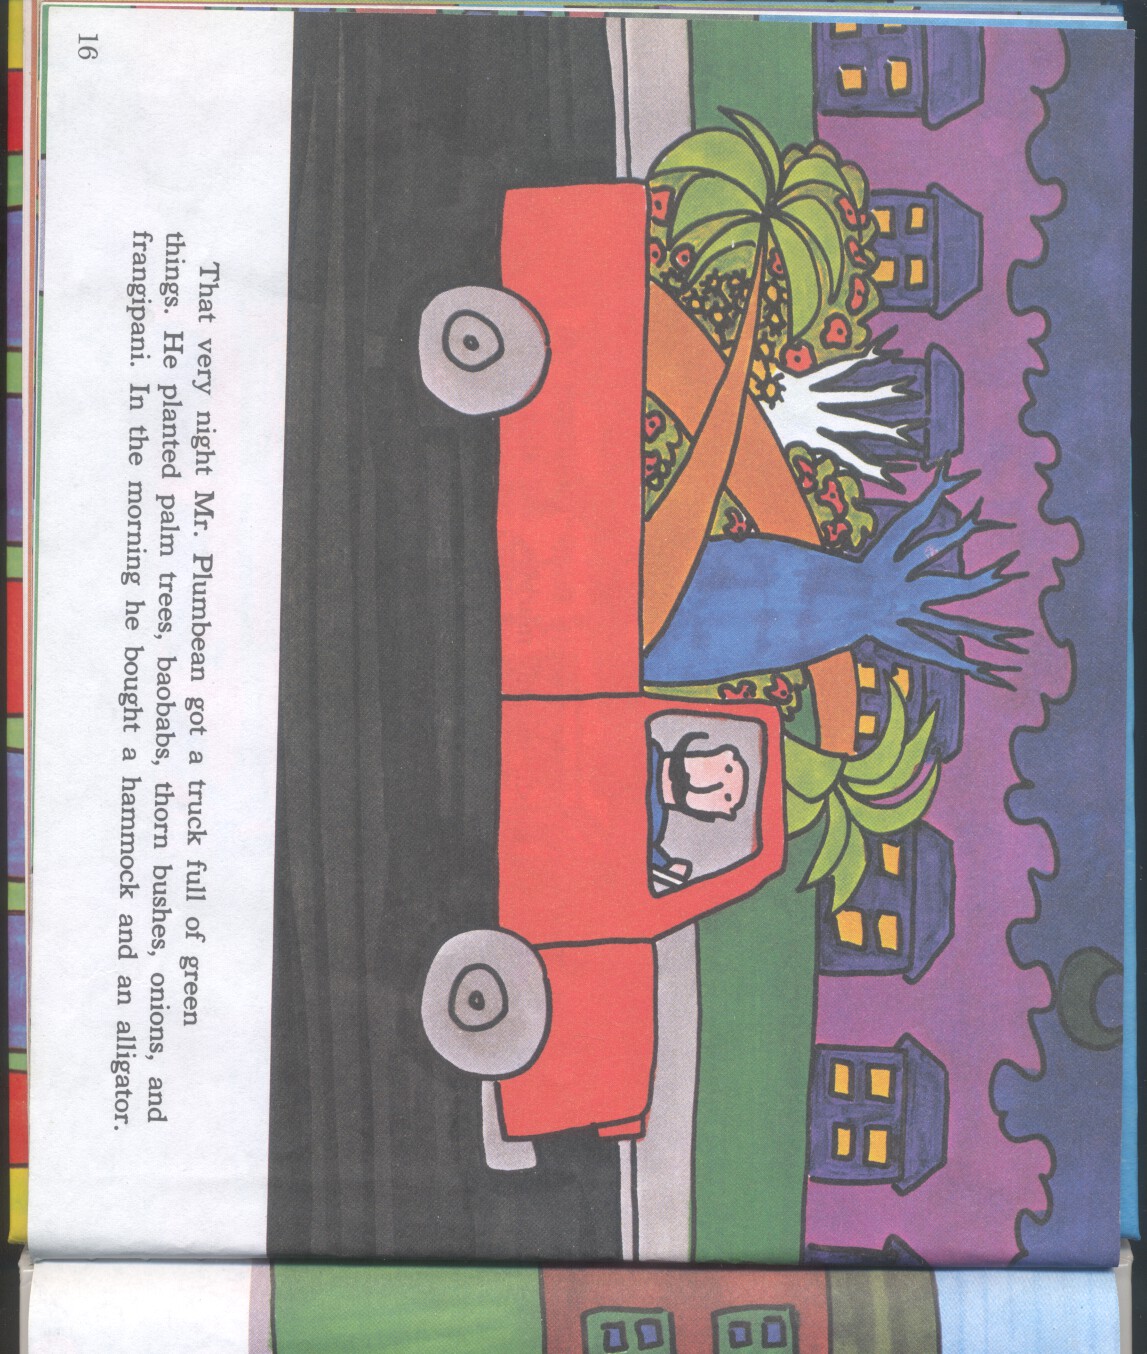 That very night Mr. Plumbean got a truck full of green
things. He planted palm trees, baobabs, thorn bushes, onions, and
frangipani. In the morning he bought a hammock and an alligator.
16